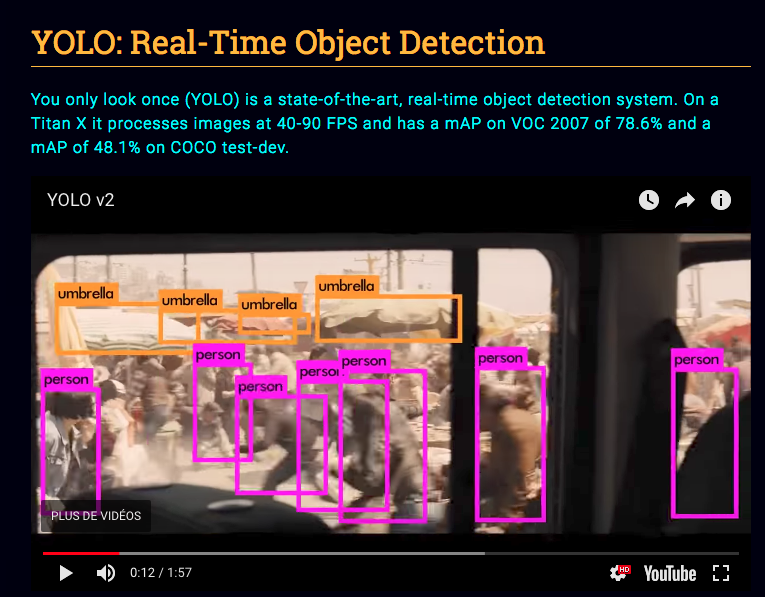 YOLO: Real-Time Object Detection
You only look once (YOLO) is a state-of-the-art, real-time object detection system. On a
Titan X it processes images at 40-90 FPS and has a mAP on VOC 2007 of 78.6% and a
mAP of 48.1% on COCO test-dev.
YOLO v2
umbrella
umbrella
umbrella
umbrella
person
person
person
person
person
person
person
PLUS DE VIDÉOS
0:12 / 1:57
HD
YouTube